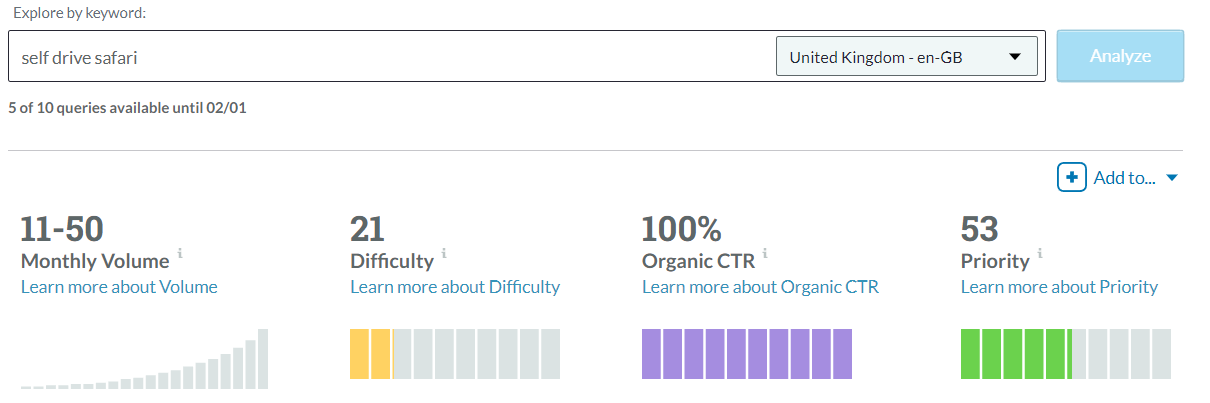 Explore by keyword:
self drive safari
United Kingdom - en-GB
Analyze
5 of 10 queries available until 02/01
Add to...
11-50
Monthly Volume i
Learn more about Volume
21
Difficulty i
Learn more about Difficulty
100%
Organic CTR i
Learn more about Organic CTR
53
Priority i
Learn more about Priority